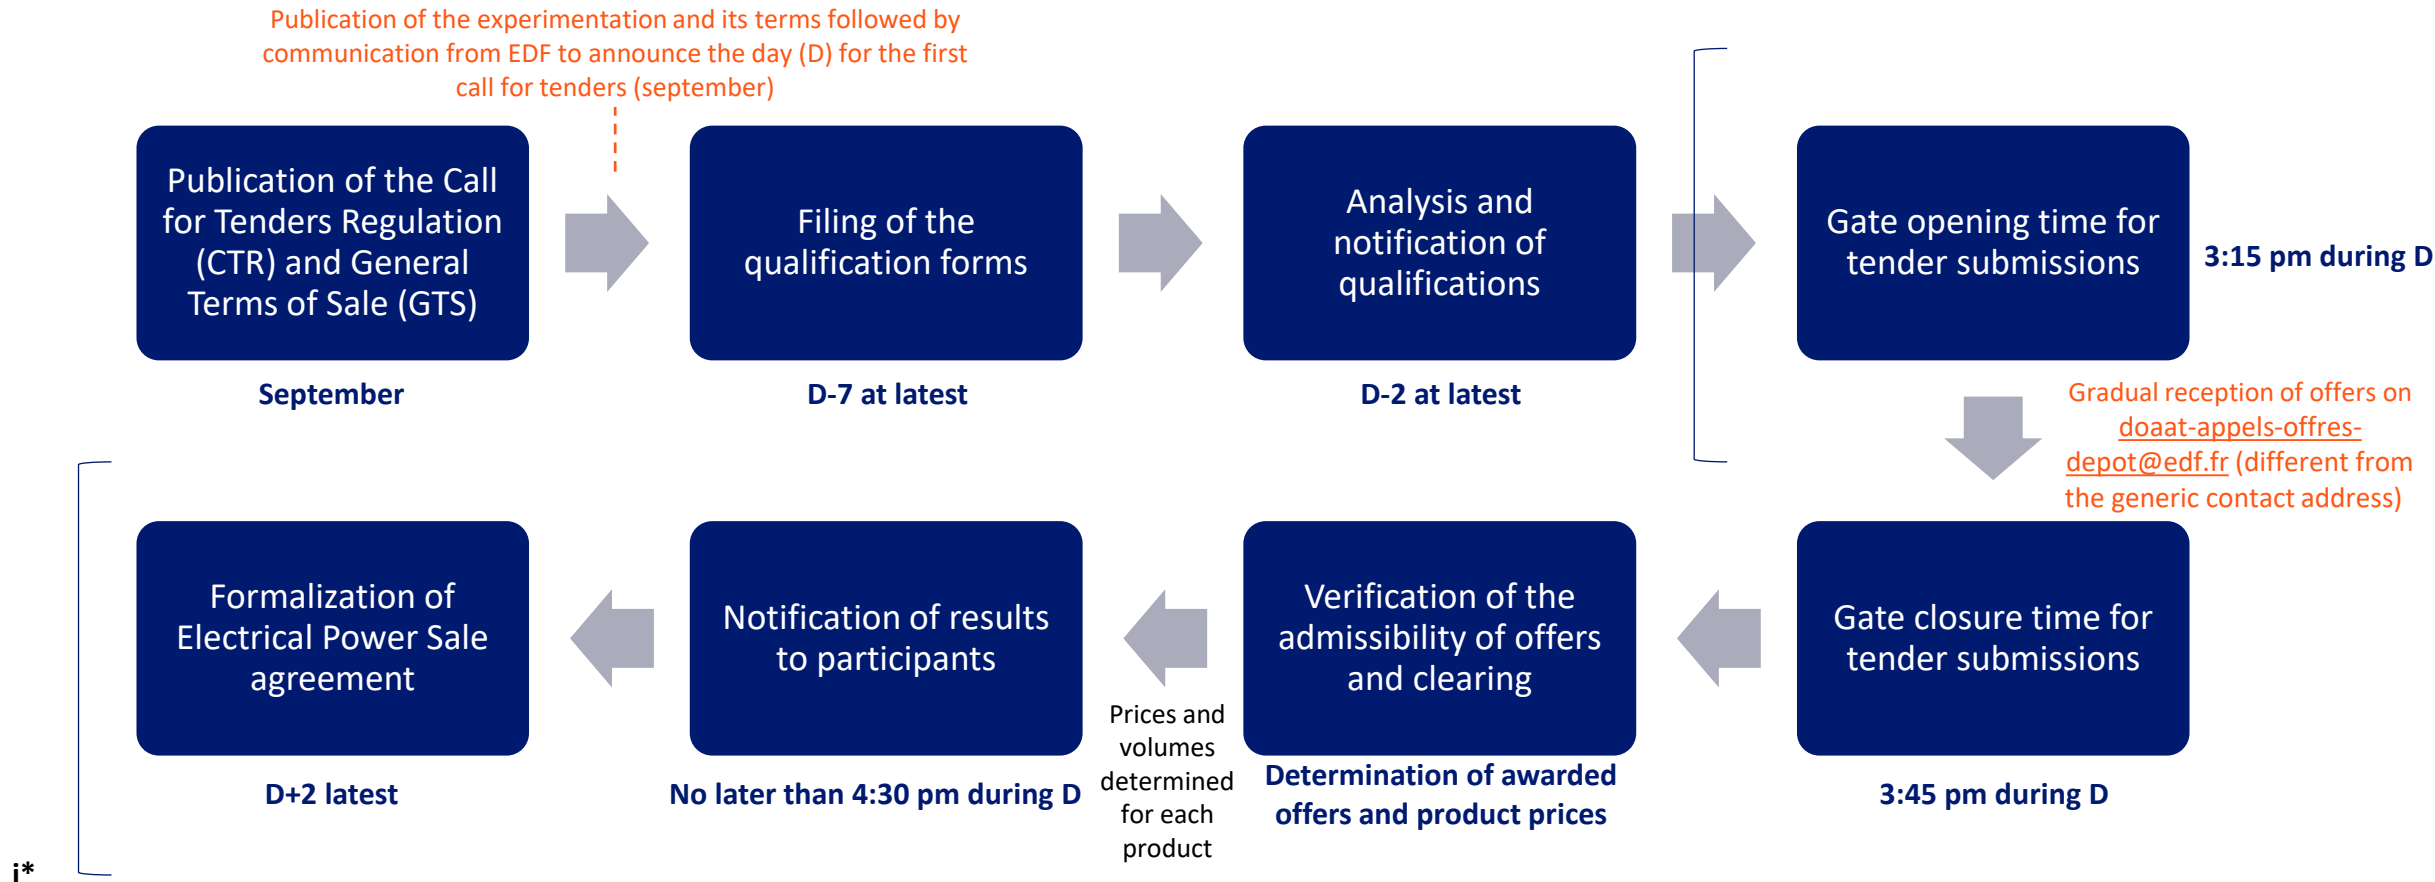 Publication of the experimentation and its terms followed by
communication from EDF to announce the day (D) for the first
call for tenders (september)
Publication of the Call
for Tenders Regulation
(CTR) and General
Terms of Sale (GTS)
September
Filing of the
qualification forms
D-7 at latest
Analysis and
notification of
qualifications
D-2 at latest
Gate opening time for
tender submissions
3:15 pm during D
Gradual reception of offers on
doaat-appels-offres-
depot@edf.fr (different from
the generic contact address)
Gate closure time for
tender submissions
3:45 pm during D
Verification of the
admissibility of offers
and clearing
Determination of awarded
offers and product prices
Prices and
volumes
determined
for each
product
Notification of results
to participants
No later than 4:30 pm during D
Formalization of
Electrical Power Sale
agreement
D+2 latest
i*